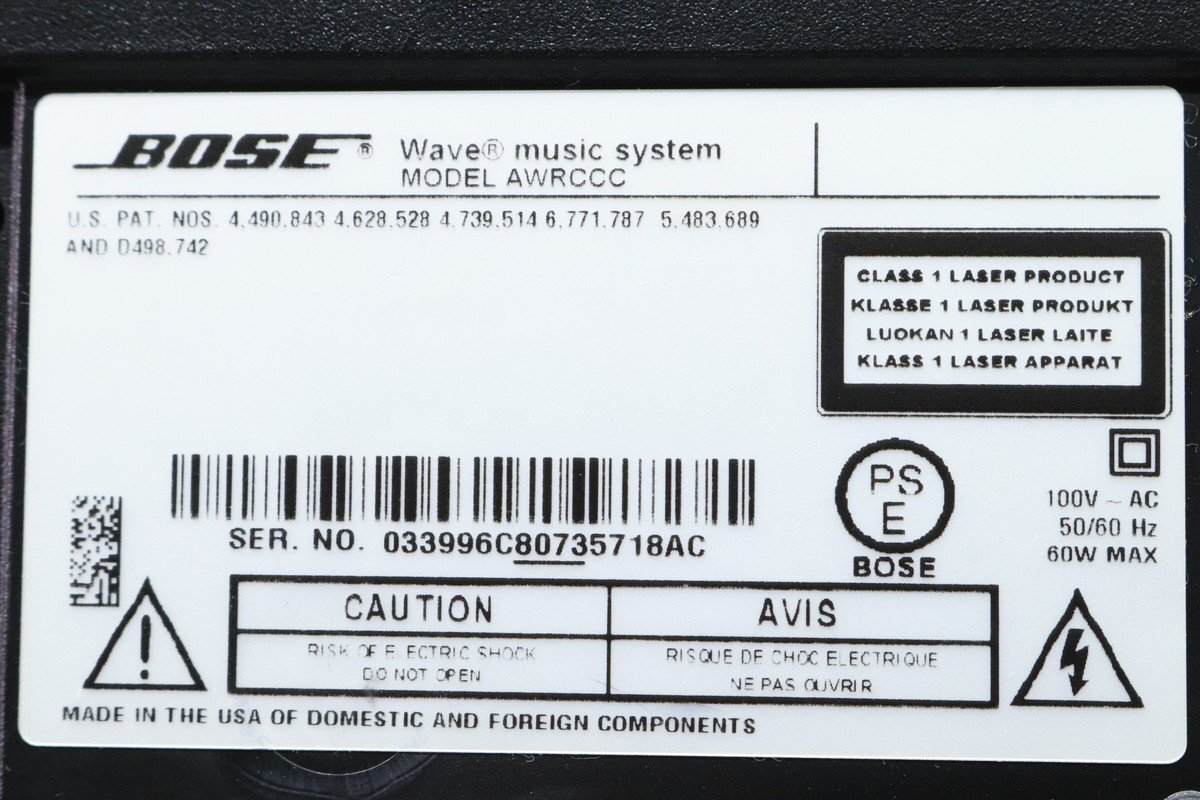 BOSE® Wave® music system
MODEL AWRCCC
U.S. PAT. NOS. 4,490,843 4,628,528 4,739,514 6,771,787 5,483,689
AND D498,742
CLASS 1 LASER PRODUCT
KLASSE 1 LASER PRODUKT
LUOKAN 1 LASER LAITE
KLASS 1 LASER APPARAT
SER. NO. 033996C80735718AC
PS
E
BOSE
100V ~ AC
50/60 Hz
60W MAX
CAUTION
RISK OF ELECTRIC SHOCK
DO NOT OPEN
AVIS
RISQUE DE CHOC ELECTRIQUE
NE PAS OUVRIR
MADE IN THE USA OF DOMESTIC AND FOREIGN COMPONENTS